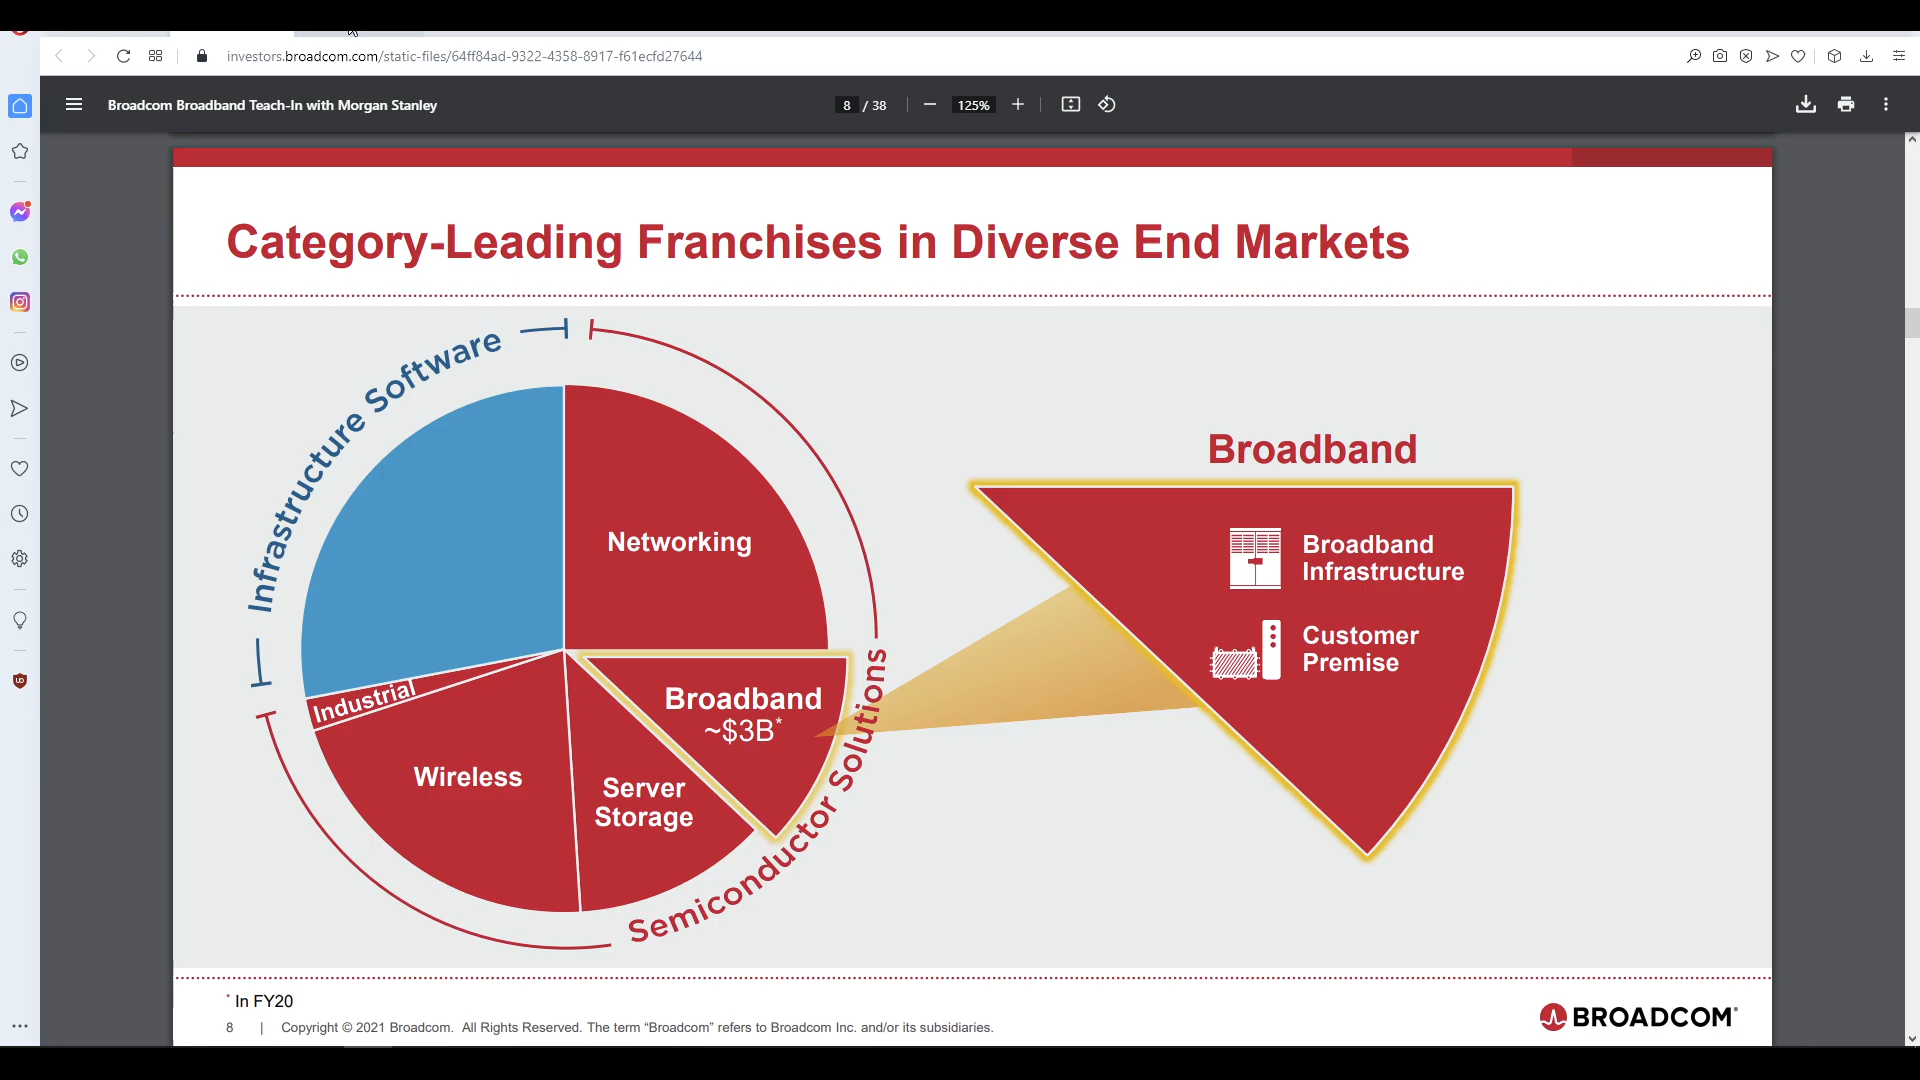 investors.broadcom.com/static-files/64ff84ad-9322-4358-8917-f61ecfd27644
Broadcom Broadband Teach-In with Morgan Stanley
8 / 38
125%
Category-Leading Franchises in Diverse End Markets
Infrastructure Software
Semiconductor Solutions
Networking
Broadband
~$3B*
Server
Storage
Wireless
Industrial
Broadband
Broadband
Infrastructure
Customer
Premise
* In FY20
8 | Copyright © 2021 Broadcom. All Rights Reserved. The term “Broadcom” refers to Broadcom Inc. and/or its subsidiaries.
BROADCOM®